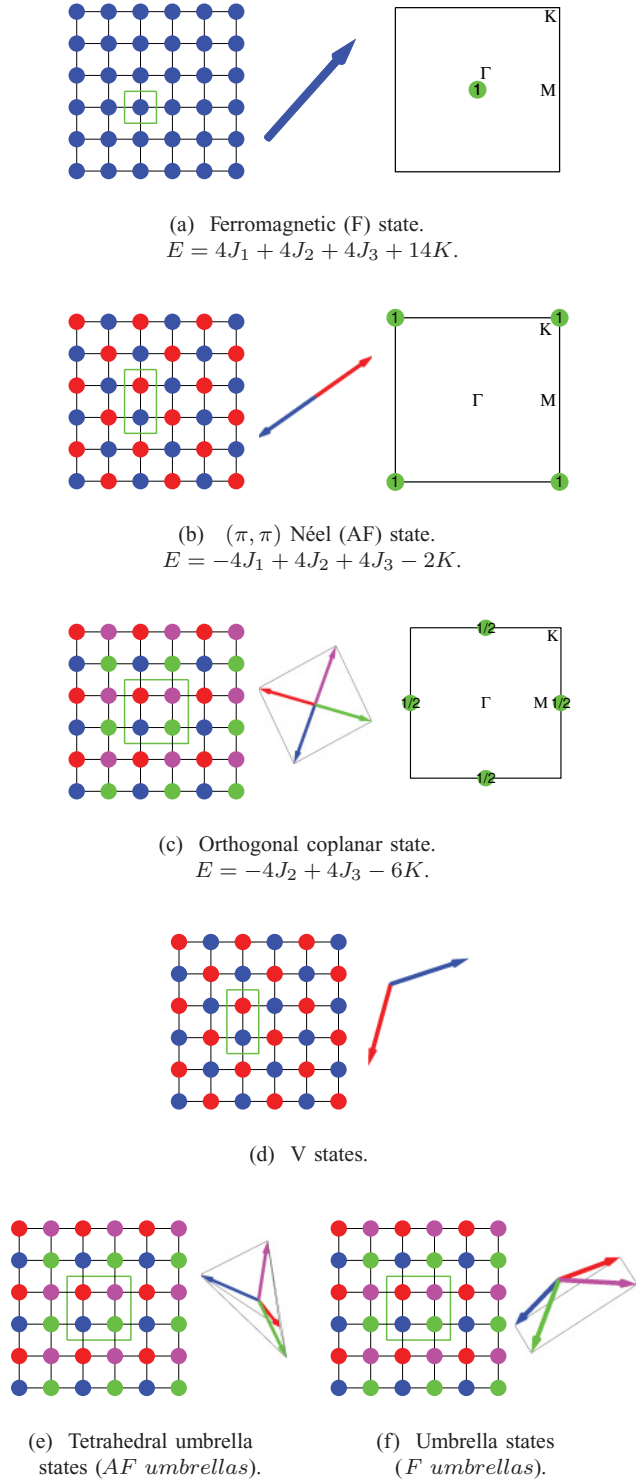 K
Γ
1
M
(a) Ferromagnetic (F) state.
E = 4J₁ + 4J₂ + 4J₃ + 14K.
1 1
K
Γ M
1 1
(b) (π, π) Néel (AF) state.
E = −4J₁ + 4J₂ + 4J₃ − 2K.
1/2
K
1/2 Γ M 1/2
1/2
(c) Orthogonal coplanar state.
E = −4J₂ + 4J₃ − 6K.
(d) V states.
(e) Tetrahedral umbrella
states (AF umbrellas).
(f) Umbrella states
(F umbrellas).